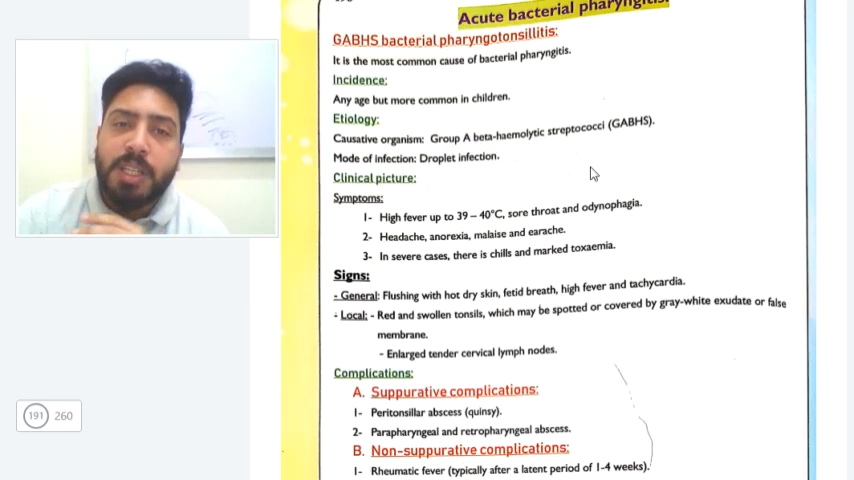 Acute bacterial pharyngitis:
GABHS bacterial pharyngotonsillitis:
It is the most common cause of bacterial pharyngitis.
Incidence:
Any age but more common in children.
Etiology:
Causative organism: Group A beta-haemolytic streptococci (GABHS).
Mode of infection: Droplet infection.
Clinical picture:
Symptoms:
1- High fever up to 39 – 40°C, sore throat and odynophagia.
2- Headache, anorexia, malaise and earache.
3- In severe cases, there is chills and marked toxaemia.
Signs:
- General: Flushing with hot dry skin, fetid breath, high fever and tachycardia.
- Local: - Red and swollen tonsils, which may be spotted or covered by gray-white exudate or false
membrane.
- Enlarged tender cervical lymph nodes.
Complications:
A. Suppurative complications:
1- Peritonsillar abscess (quinsy).
2- Parapharyngeal and retropharyngeal abscess.
B. Non-suppurative complications:
1- Rheumatic fever (typically after a latent period of 1-4 weeks).
191 260